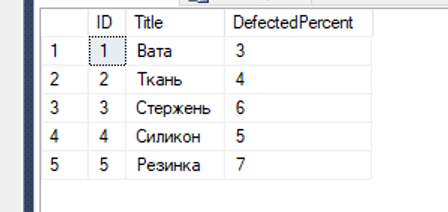 ID Title DefectedPercent
1 1 Вата 3
2 2 Ткань 4
3 3 Стержень 6
4 4 Силикон 5
5 5 Резинка 7